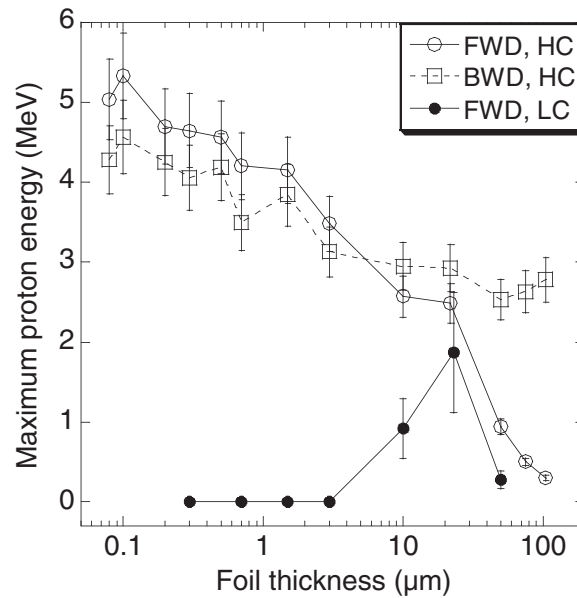 6
5
4
3
2
1
0
Maximum proton energy (MeV)
FWD, HC
BWD, HC
FWD, LC
0.1
1
10
100
Foil thickness (µm)